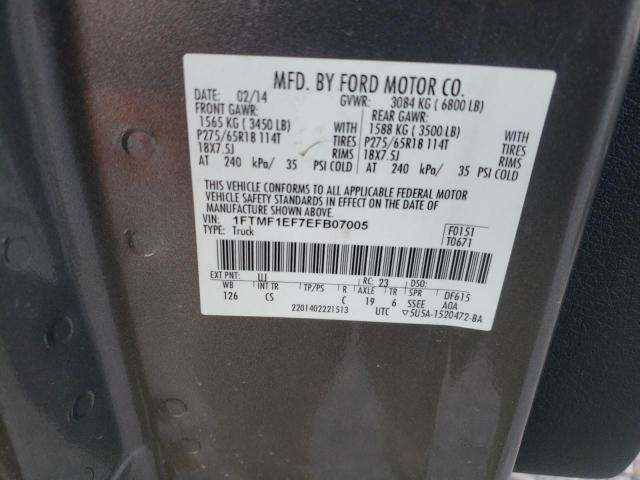 MFD. BY FORD MOTOR CO.
DATE: 02/14 GVWR: 3084 KG ( 6800 LB)
FRONT GAWR: REAR GAWR:
1565 KG ( 3450 LB) WITH 1588 KG ( 3500 LB) WITH
P275/65R18 114T TIRES P275/65R18 114T TIRES
18X7.5J RIMS 18X7.5J RIMS
AT 240 kPa/ 35 PSI COLD AT 240 kPa/ 35 PSI COLD
THIS VEHICLE CONFORMS TO ALL APPLICABLE FEDERAL MOTOR
VEHICLE SAFETY STANDARDS IN EFFECT ON THE DATE OF
MANUFACTURE SHOWN ABOVE.
VIN: 1FTMF1EF7EFB07005 F0151
TYPE: Truck T0671
EXT PNT: UJ RC: 23 DSO:
WB INT TR TP/PS R AXLE TR SPR DF615
126 CS C 19 6 SSEE AOA
2201402221513 UTC ▽5U5A-1520472-BA